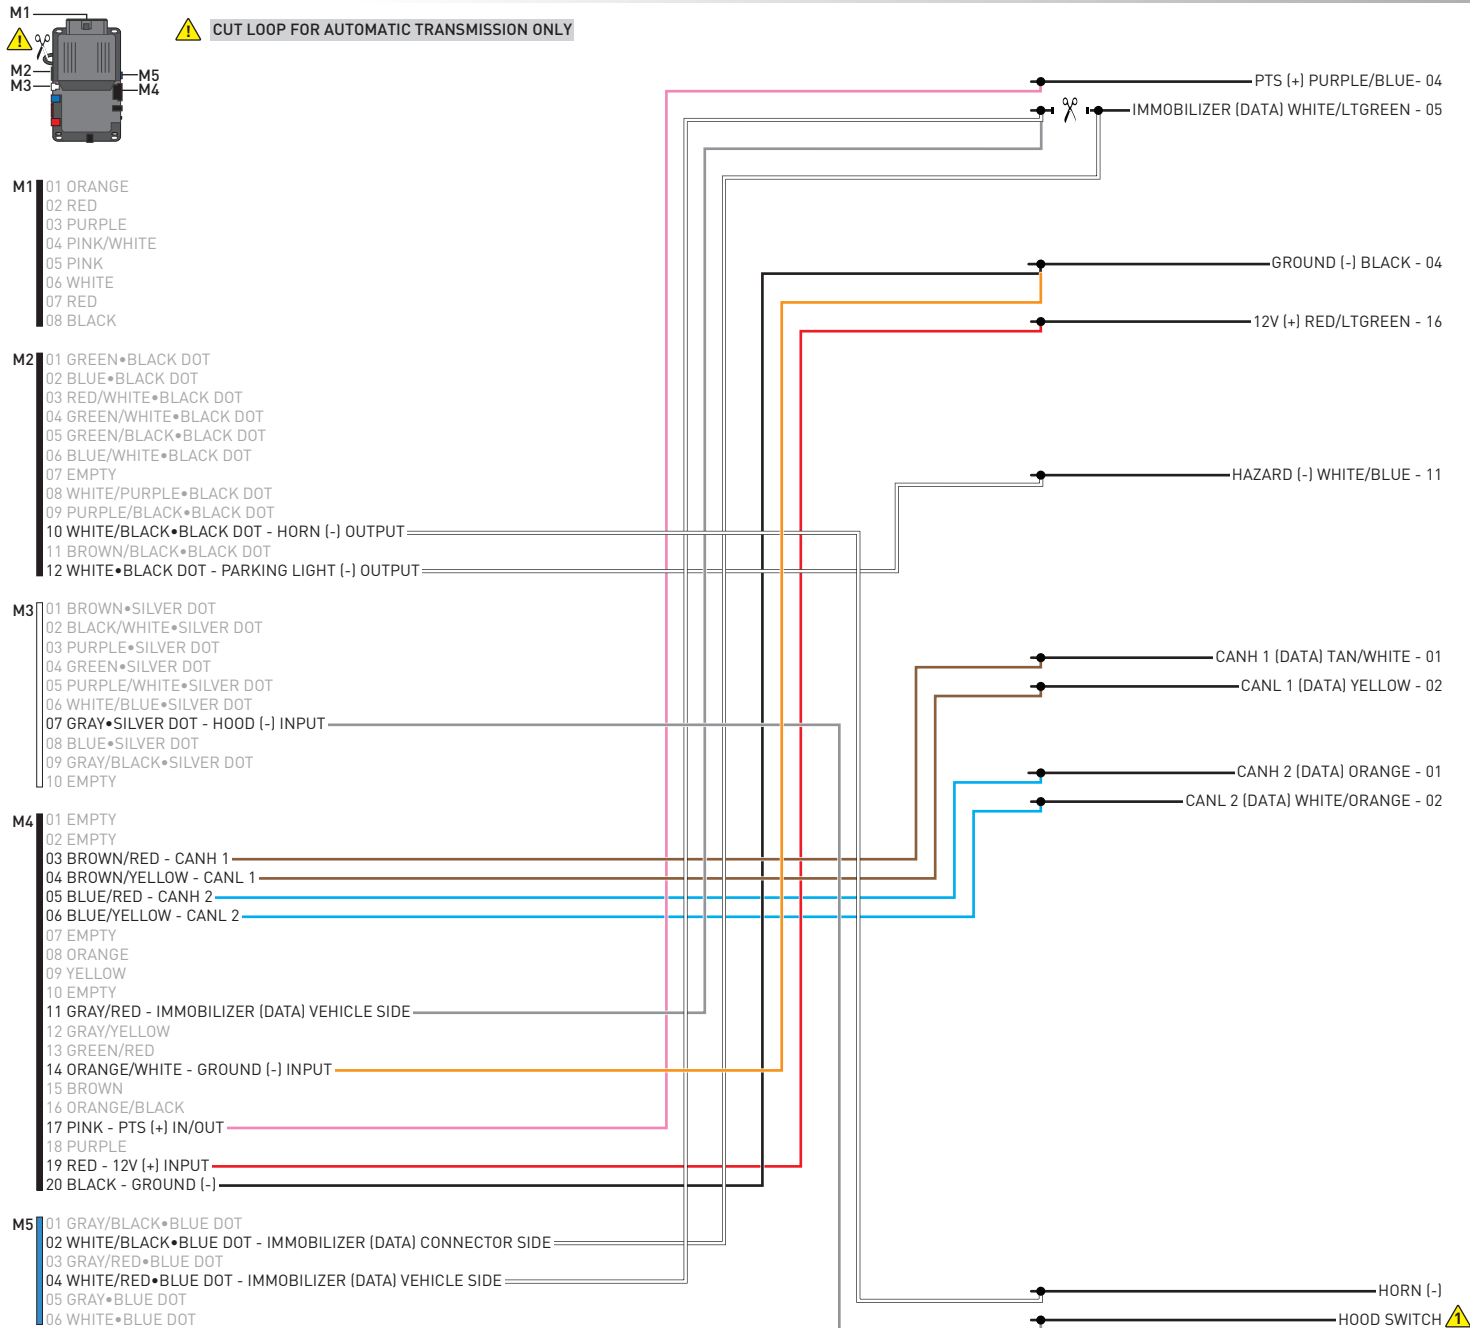 M1
CUT LOOP FOR AUTOMATIC TRANSMISSION ONLY
M2
M3
M5
M4
PTS (+) PURPLE/BLUE- 04
IMMOBILIZER (DATA) WHITE/LTGREEN - 05
GROUND (-) BLACK - 04
12V (+) RED/LTGREEN - 16
HAZARD (-) WHITE/BLUE - 11
CANH 1 (DATA) TAN/WHITE - 01
CANL 1 (DATA) YELLOW - 02
CANH 2 (DATA) ORANGE - 01
CANL 2 (DATA) WHITE/ORANGE - 02
HORN (-)
HOOD SWITCH 1
M1
01 ORANGE
02 RED
03 PURPLE
04 PINK/WHITE
05 PINK
06 WHITE
07 RED
08 BLACK
M2
01 GREEN•BLACK DOT
02 BLUE•BLACK DOT
03 RED/WHITE•BLACK DOT
04 GREEN/WHITE•BLACK DOT
05 GREEN/BLACK•BLACK DOT
06 BLUE/WHITE•BLACK DOT
07 EMPTY
08 WHITE/PURPLE•BLACK DOT
09 PURPLE/BLACK•BLACK DOT
10 WHITE/BLACK•BLACK DOT - HORN (-) OUTPUT
11 BROWN/BLACK•BLACK DOT
12 WHITE•BLACK DOT - PARKING LIGHT (-) OUTPUT
M3
01 BROWN•SILVER DOT
02 BLACK/WHITE•SILVER DOT
03 PURPLE•SILVER DOT
04 GREEN•SILVER DOT
05 PURPLE/WHITE•SILVER DOT
06 WHITE/BLUE•SILVER DOT
07 GRAY•SILVER DOT - HOOD (-) INPUT
08 BLUE•SILVER DOT
09 GRAY/BLACK•SILVER DOT
10 EMPTY
M4
01 EMPTY
02 EMPTY
03 BROWN/RED - CANH 1
04 BROWN/YELLOW - CANL 1
05 BLUE/RED - CANH 2
06 BLUE/YELLOW - CANL 2
07 EMPTY
08 ORANGE
09 YELLOW
10 EMPTY
11 GRAY/RED - IMMOBILIZER (DATA) VEHICLE SIDE
12 GRAY/YELLOW
13 GREEN/RED
14 ORANGE/WHITE - GROUND (-) INPUT
15 BROWN
16 ORANGE/BLACK
17 PINK - PTS (+) IN/OUT
18 PURPLE
19 RED - 12V (+) INPUT
20 BLACK - GROUND (-)
M5
01 GRAY/BLACK•BLUE DOT
02 WHITE/BLACK•BLUE DOT - IMMOBILIZER (DATA) CONNECTOR SIDE
03 GRAY/RED•BLUE DOT
04 WHITE/RED•BLUE DOT - IMMOBILIZER (DATA) VEHICLE SIDE
05 GRAY•BLUE DOT
06 WHITE•BLUE DOT